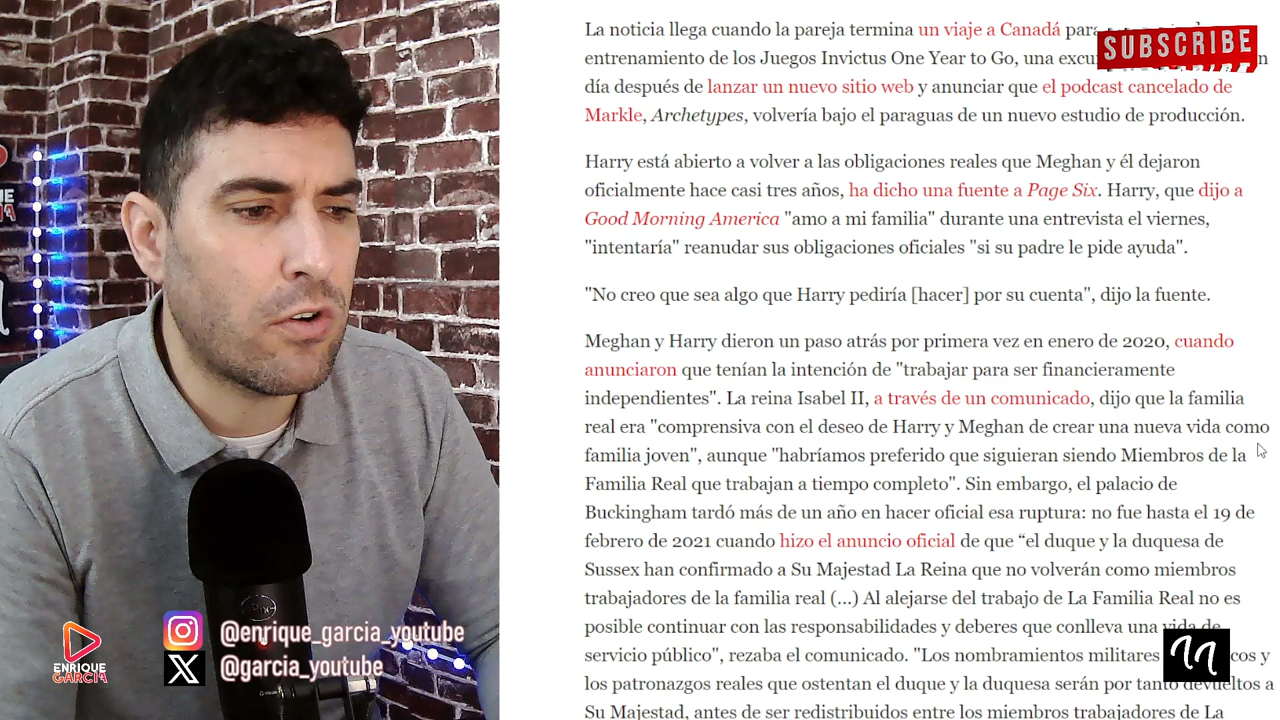 La noticia llega cuando la pareja termina un viaje a Canadá
entrenamiento de los Juegos Invictus One Year to Go, una
día después de lanzar un nuevo sitio web y anunciar que el podcast cancelado de
Markle, Archetypes, volvería bajo el paraguas de un nuevo estudio de producción.
Harry está abierto a volver a las obligaciones reales que Meghan y él dejaron
oficialmente hace casi tres años, ha dicho una fuente a Page Six. Harry, que dijo a
Good Morning America "amo a mi familia" durante una entrevista el viernes,
"intentaría" reanudar sus obligaciones oficiales "si su padre le pide ayuda".
"No creo que sea algo que Harry pediría [hacer] por su cuenta", dijo la fuente.
Meghan y Harry dieron un paso atrás por primera vez en enero de 2020, cuando
anunciaron que tenían la intención de "trabajar para ser financieramente
independientes". La reina Isabel II, a través de un comunicado, dijo que la familia
real era "comprensiva con el deseo de Harry y Meghan de crear una nueva vida como
familia joven", aunque "habríamos preferido que siguieran siendo Miembros de la
Familia Real que trabajan a tiempo completo". Sin embargo, el palacio de
Buckingham tardó más de un año en hacer oficial esa ruptura: no fue hasta el 19 de
febrero de 2021 cuando hizo el anuncio oficial de que “el duque y la duquesa de
Sussex han confirmado a Su Majestad La Reina que no volverán como miembros
trabajadores de la familia real (...) Al alejarse del trabajo de La Familia Real no es
posible continuar con las responsabilidades y deberes que conlleva una vida de
servicio público", rezaba el comunicado. "Los nombramientos militares y
los patronazgos reales que ostentan el duque y la duquesa serán por tanto devueltos a
Su Majestad, antes de ser redistribuidos entre los miembros trabajadores de La
SUBSCRIBE
@enrique_garcia_youtube
@garcia_youtube
ENRIQUE
GARCIA